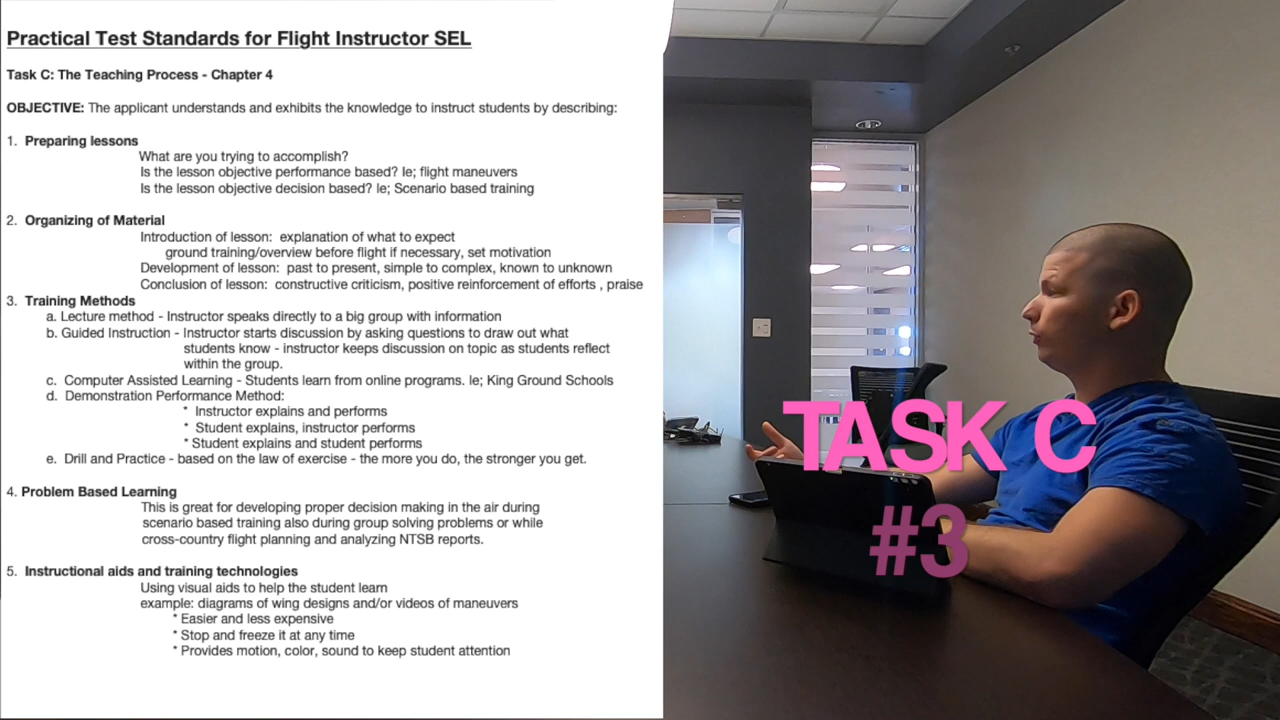 Practical Test Standards for Flight Instructor SEL
Task C: The Teaching Process - Chapter 4
OBJECTIVE: The applicant understands and exhibits the knowledge to instruct students by describing:
1. Preparing lessons
What are you trying to accomplish?
Is the lesson objective performance based? Ie; flight maneuvers
Is the lesson objective decision based? Ie; Scenario based training
2. Organizing of Material
Introduction of lesson: explanation of what to expect
ground training/overview before flight if necessary, set motivation
Development of lesson: past to present, simple to complex, known to unknown
Conclusion of lesson: constructive criticism, positive reinforcement of efforts , praise
3. Training Methods
a. Lecture method - Instructor speaks directly to a big group with information
b. Guided Instruction - Instructor starts discussion by asking questions to draw out what
students know - instructor keeps discussion on topic as students reflect
within the group.
c. Computer Assisted Learning - Students learn from online programs. Ie; King Ground Schools
d. Demonstration Performance Method:
* Instructor explains and performs
* Student explains, instructor performs
* Student explains and student performs
e. Drill and Practice - based on the law of exercise - the more you do, the stronger you get.
4. Problem Based Learning
This is great for developing proper decision making in the air during
scenario based training also during group solving problems or while
cross-country flight planning and analyzing NTSB reports.
5. Instructional aids and training technologies
Using visual aids to help the student learn
example: diagrams of wing designs and/or videos of maneuvers
* Easier and less expensive
* Stop and freeze it at any time
* Provides motion, color, sound to keep student attention
TASK C
#3